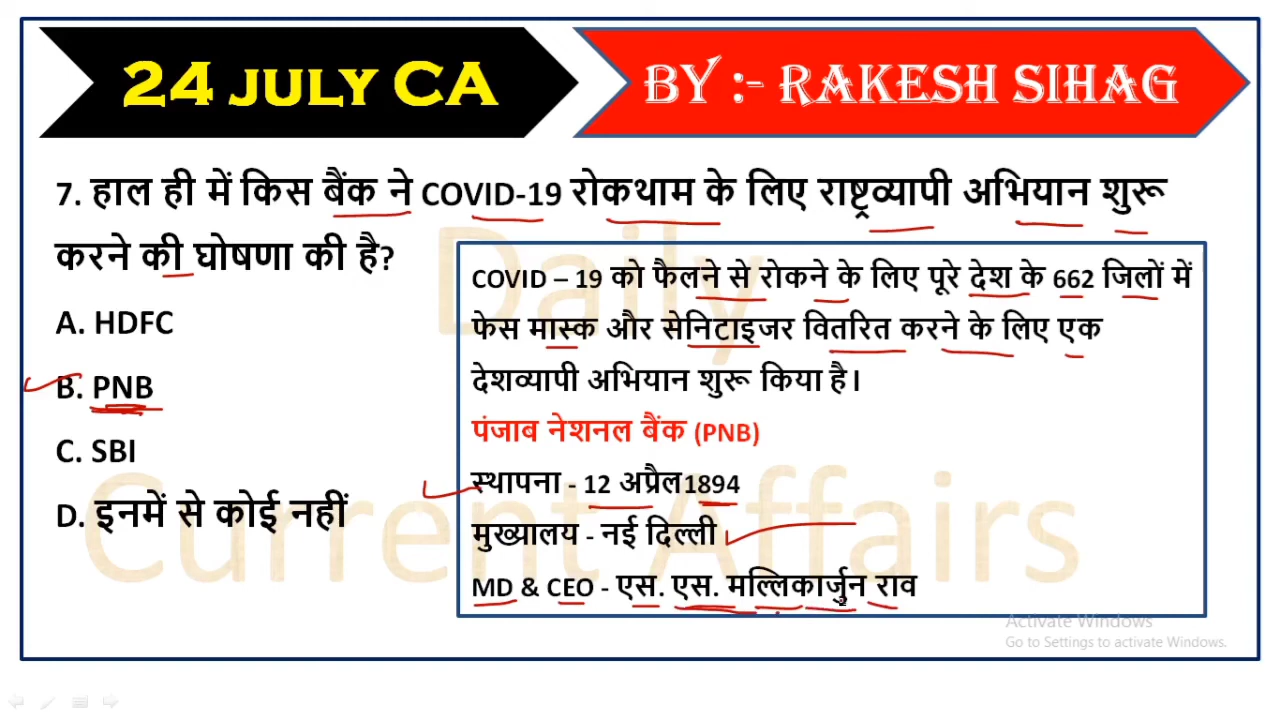 24 JULY CA
BY :- RAKESH SIHAG
7. हाल ही में किस बैंक ने COVID-19 रोकथाम के लिए राष्ट्रव्यापी अभियान शुरू
करने की घोषणा की है?
A. HDFC
B. PNB
C. SBI
D. इनमें से कोई नहीं
COVID – 19 को फैलने से रोकने के लिए पूरे देश के 662 जिलों में
फेस मास्क और सेनिटाइजर वितरित करने के लिए एक
देशव्यापी अभियान शुरू किया है।
पंजाब नेशनल बैंक (PNB)
स्थापना - 12 अप्रैल1894
मुख्यालय - नई दिल्ली
MD & CEO - एस. एस. मल्लिकार्जुन राव
Daily
Current Affairs
Activate Windows
Go to Settings to activate Windows.